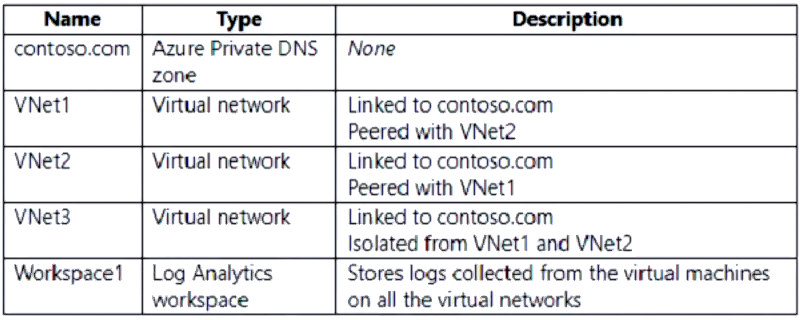 Name Type Description
contoso.com Azure Private DNS zone None
VNet1 Virtual network Linked to contoso.com
Peered with VNet2
VNet2 Virtual network Linked to contoso.com
Peered with VNet1
VNet3 Virtual network Linked to contoso.com
Isolated from VNet1 and VNet2
Workspace1 Log Analytics workspace Stores logs collected from the virtual machines
on all the virtual networks